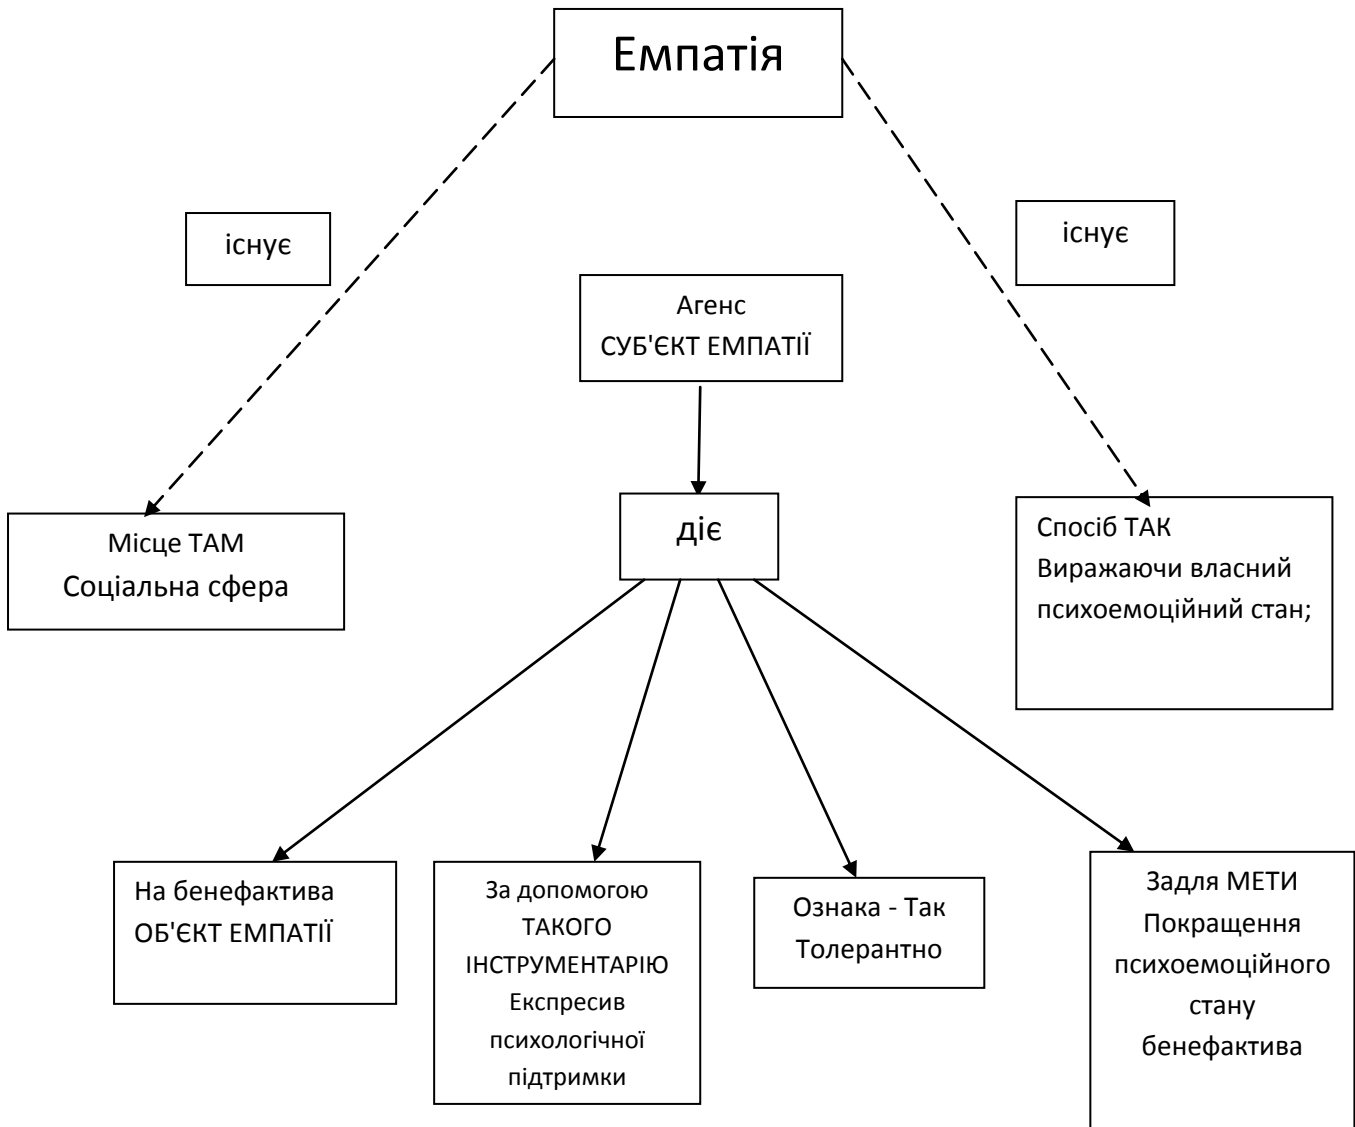 Емпатія
існує
існує
Агенс
СУБ'ЄКТ ЕМПАТІЇ
діє
Місце ТАМ
Соціальна сфера
Спосіб ТАК
Виражаючи власний
психоемоційний стан;
На бенефактива
ОБ'ЄКТ ЕМПАТІЇ
За допомогою
ТАКОГО
ІНСТРУМЕНТАРІЮ
Експресив
психологічної
підтримки
Ознака - Так
Толерантно
Задля МЕТИ
Покращення
психоемоційного
стану
бенефактива